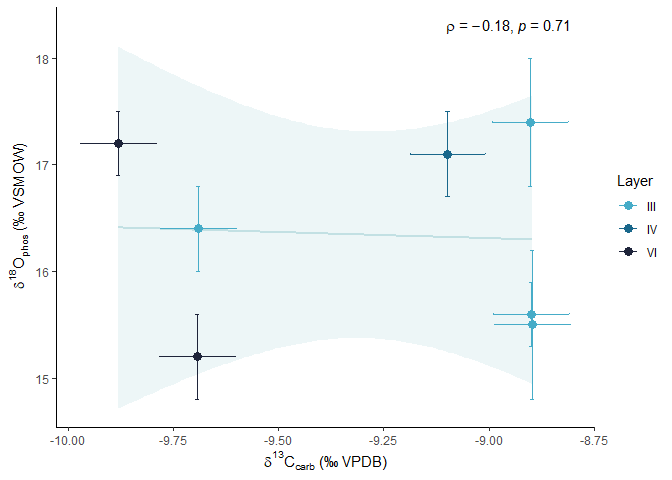 ρ = −0.18, p = 0.71
18
17
16
15
δ¹⁸Oₚₕₒₛ (‰ VSMOW)
-10.00 -9.75 -9.50 -9.25 -9.00 -8.75
δ¹³C_carb (‰ VPDB)
Layer
III
IV
VI